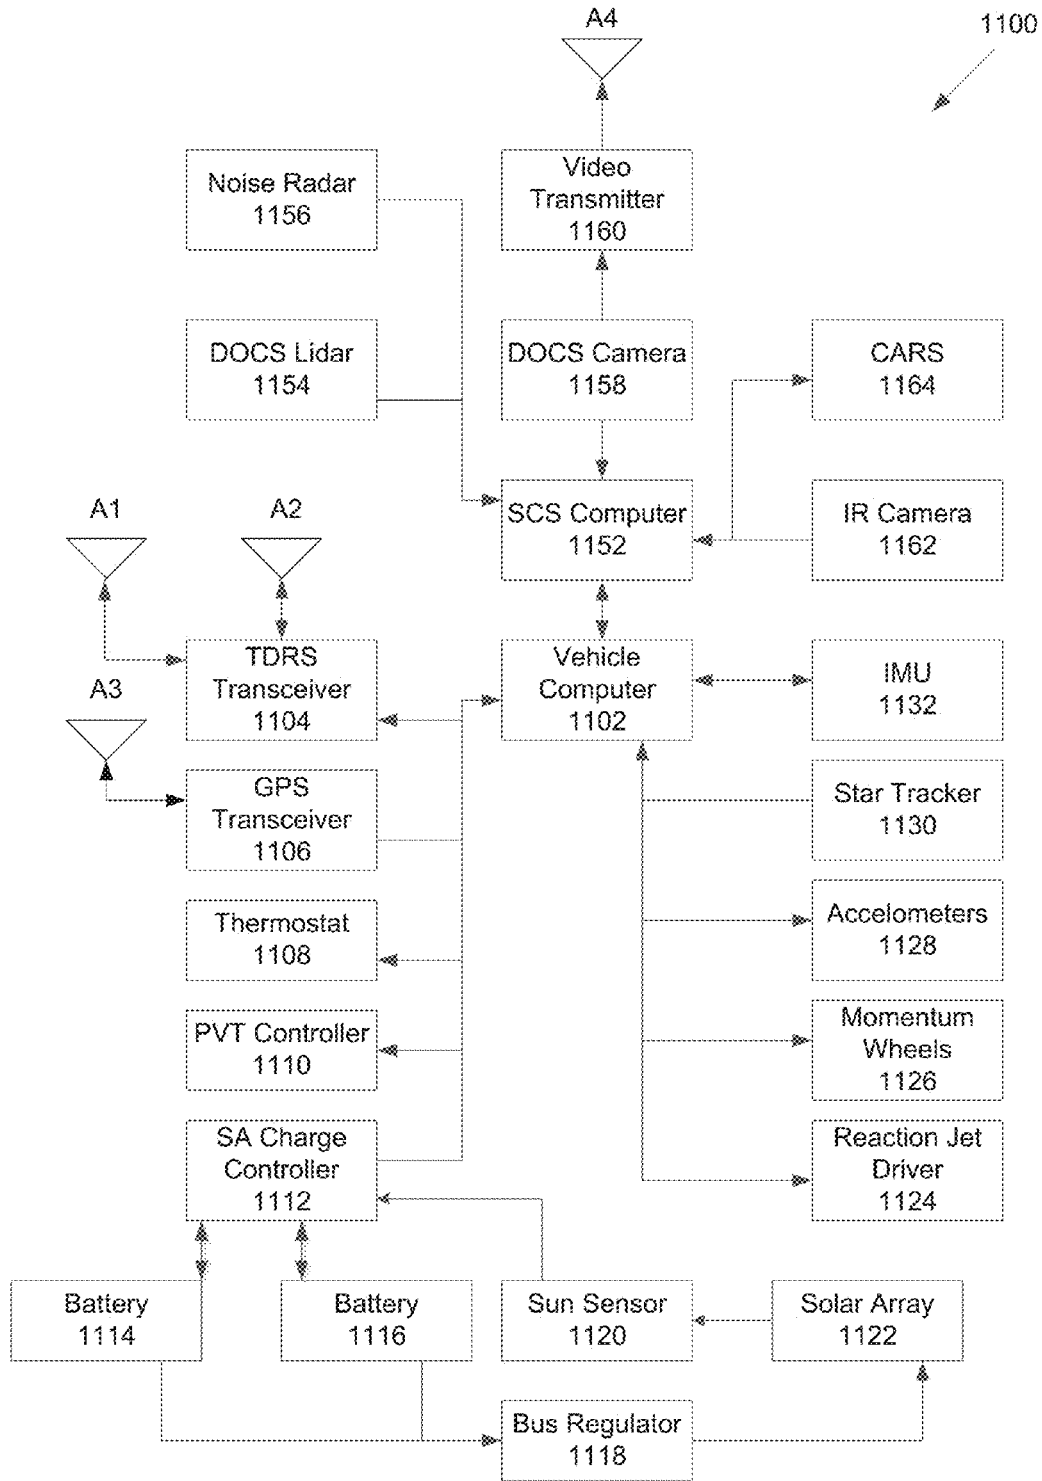 A4
1100
Noise Radar
1156
Video
Transmitter
1160
DOCS Lidar
1154
DOCS Camera
1158
CARS
1164
A1
A2
SCS Computer
1152
IR Camera
1162
TDRS
Transceiver
1104
Vehicle
Computer
1102
IMU
1132
A3
GPS
Transceiver
1106
Star Tracker
1130
Thermostat
1108
Accelometers
1128
PVT Controller
1110
Momentum
Wheels
1126
SA Charge
Controller
1112
Reaction Jet
Driver
1124
Battery
1114
Battery
1116
Sun Sensor
1120
Solar Array
1122
Bus Regulator
1118